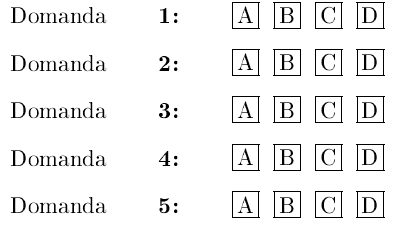 Domanda 1: A B C D
Domanda 2: A B C D
Domanda 3: A B C D
Domanda 4: A B C D
Domanda 5: A B C D